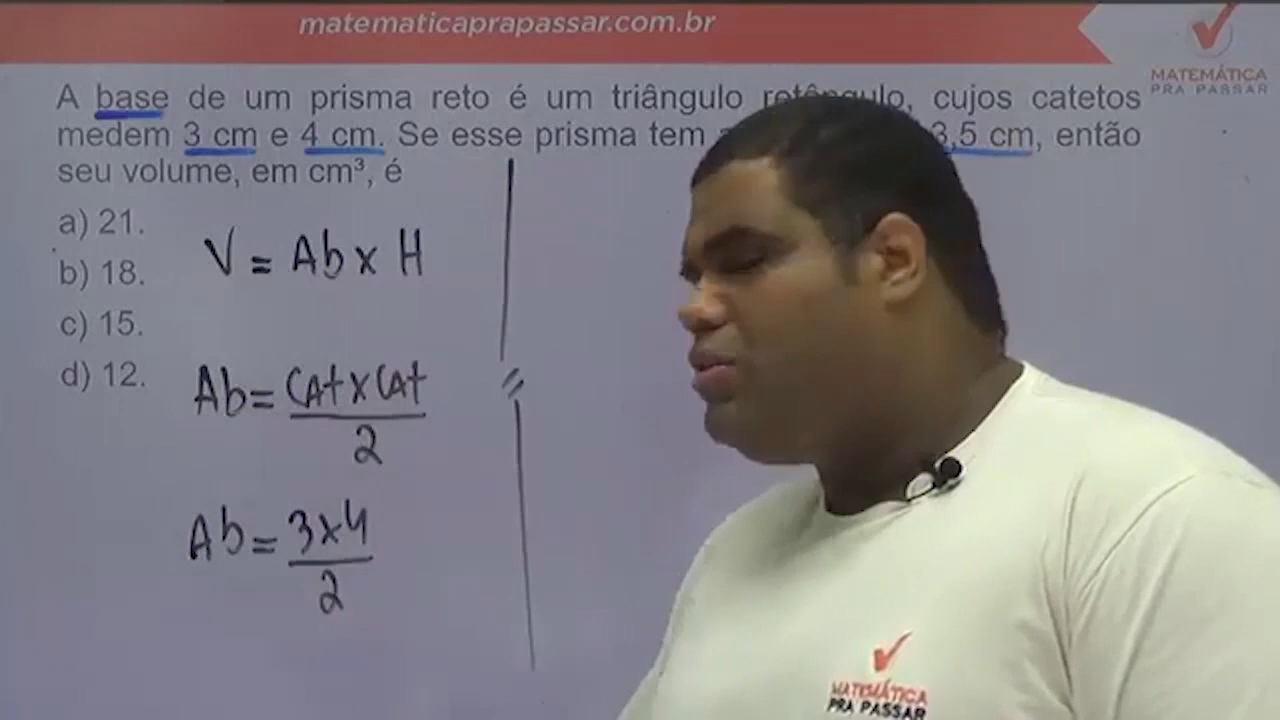 matematicaprapassar.com.br
MATEMÁTICA
PRA PASSAR
A base de um prisma reto é um triângulo retângulo, cujos catetos
medem 3 cm e 4 cm. Se esse prisma tem 3,5 cm, então
seu volume, em cm³, é
a) 21.
b) 18.
c) 15.
d) 12.
V = Ab x H
Ab = CAt x CAt
2
Ab = 3x4
2
MATEMÁTICA
PRA PASSAR